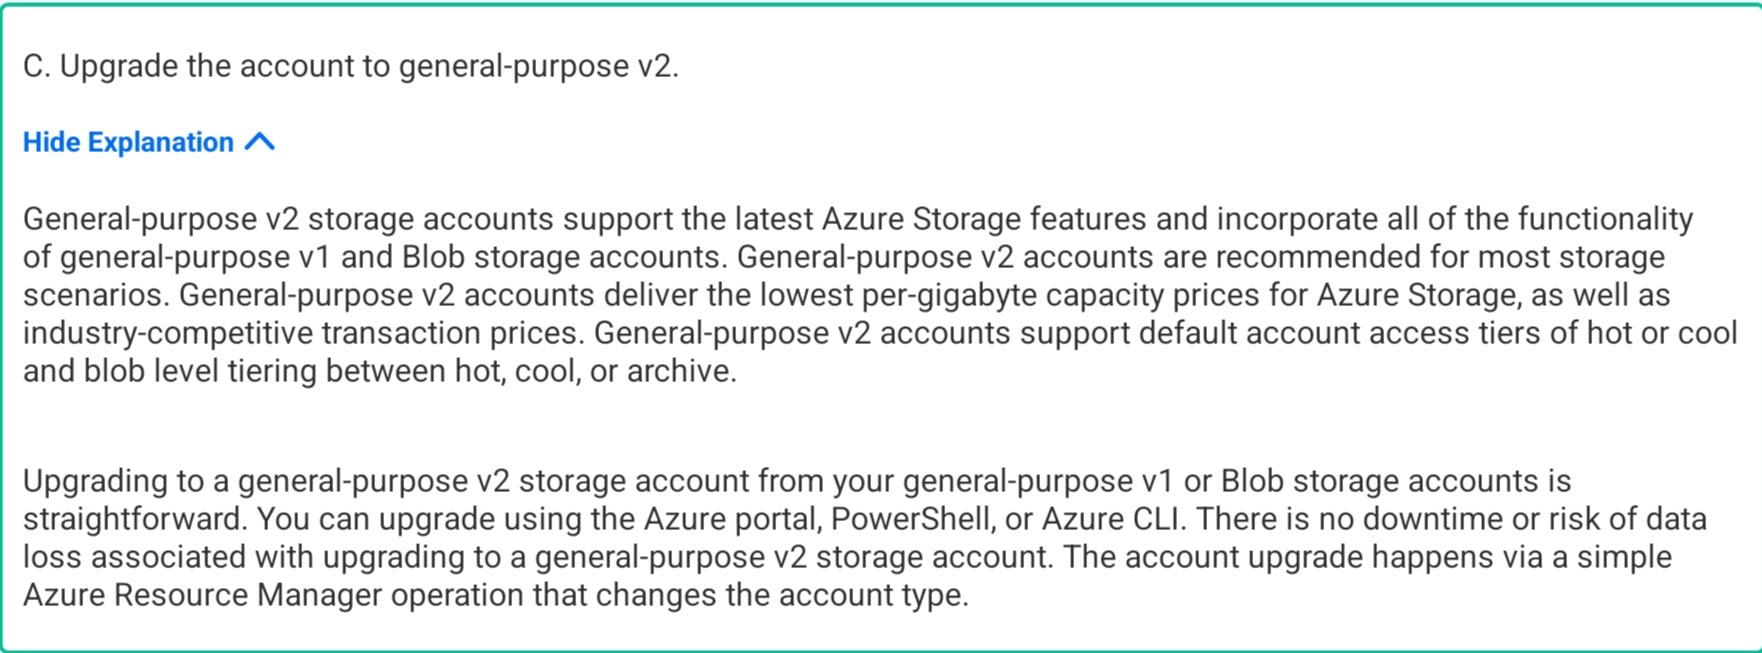 C. Upgrade the account to general-purpose v2.
Hide Explanation
General-purpose v2 storage accounts support the latest Azure Storage features and incorporate all of the functionality
of general-purpose v1 and Blob storage accounts. General-purpose v2 accounts are recommended for most storage
scenarios. General-purpose v2 accounts deliver the lowest per-gigabyte capacity prices for Azure Storage, as well as
industry-competitive transaction prices. General-purpose v2 accounts support default account access tiers of hot or cool
and blob level tiering between hot, cool, or archive.
Upgrading to a general-purpose v2 storage account from your general-purpose v1 or Blob storage accounts is
straightforward. You can upgrade using the Azure portal, PowerShell, or Azure CLI. There is no downtime or risk of data
loss associated with upgrading to a general-purpose v2 storage account. The account upgrade happens via a simple
Azure Resource Manager operation that changes the account type.